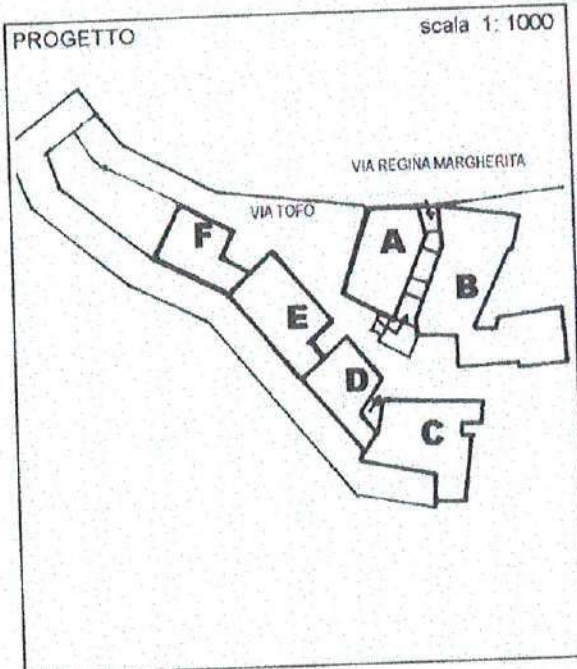 PROGETTO
scala 1: 1000
VIA REGINA MARGHERITA
VIA TOFO
F
A
B
E
D
C